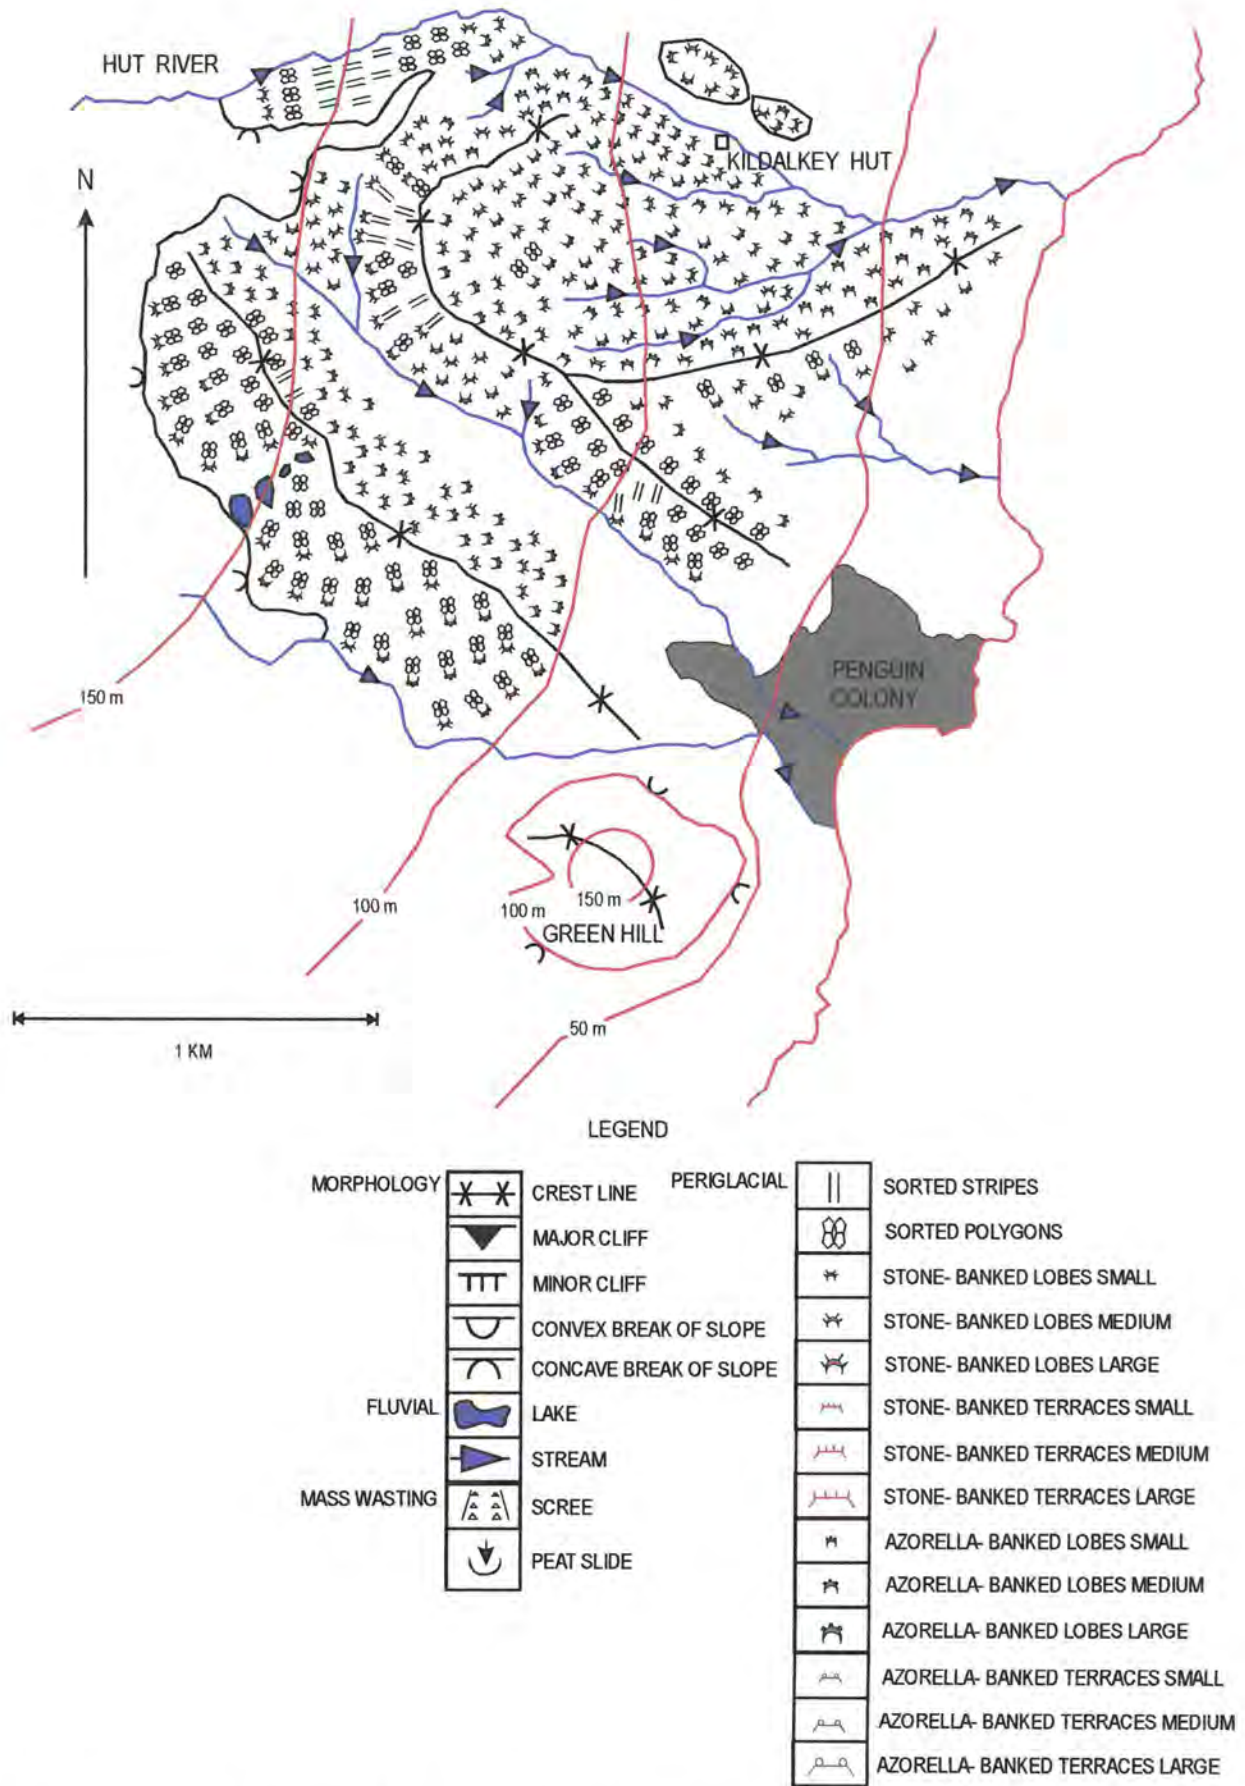 HUT RIVER
KILDALKEY HUT
N
PENGUIN
COLONY
150 m
100 m
100 m
150 m
GREEN HILL
50 m
1 KM
LEGEND
MORPHOLOGY
CREST LINE
MAJOR CLIFF
MINOR CLIFF
CONVEX BREAK OF SLOPE
CONCAVE BREAK OF SLOPE
FLUVIAL
LAKE
STREAM
MASS WASTING
SCREE
PEAT SLIDE
PERIGLACIAL
SORTED STRIPES
SORTED POLYGONS
STONE- BANKED LOBES SMALL
STONE- BANKED LOBES MEDIUM
STONE- BANKED LOBES LARGE
STONE- BANKED TERRACES SMALL
STONE- BANKED TERRACES MEDIUM
STONE- BANKED TERRACES LARGE
AZORELLA- BANKED LOBES SMALL
AZORELLA- BANKED LOBES MEDIUM
AZORELLA- BANKED LOBES LARGE
AZORELLA- BANKED TERRACES SMALL
AZORELLA- BANKED TERRACES MEDIUM
AZORELLA- BANKED TERRACES LARGE